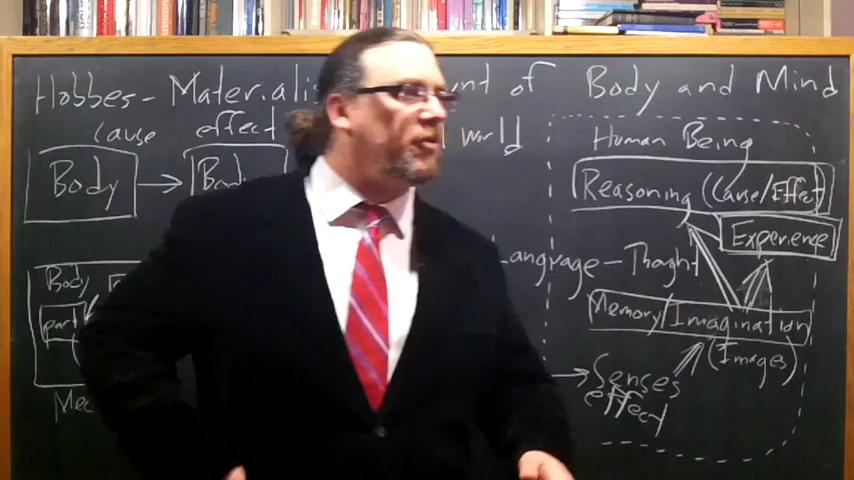 Hobbes- Materialis unt of Body and Mind
cause effect world
Human Being
Body
Bod
Reasoning (Cause/Effect)
Experience
Language - Thoght
Body
part
Memory/Imagination
(Images)
Senses
effect
Mec